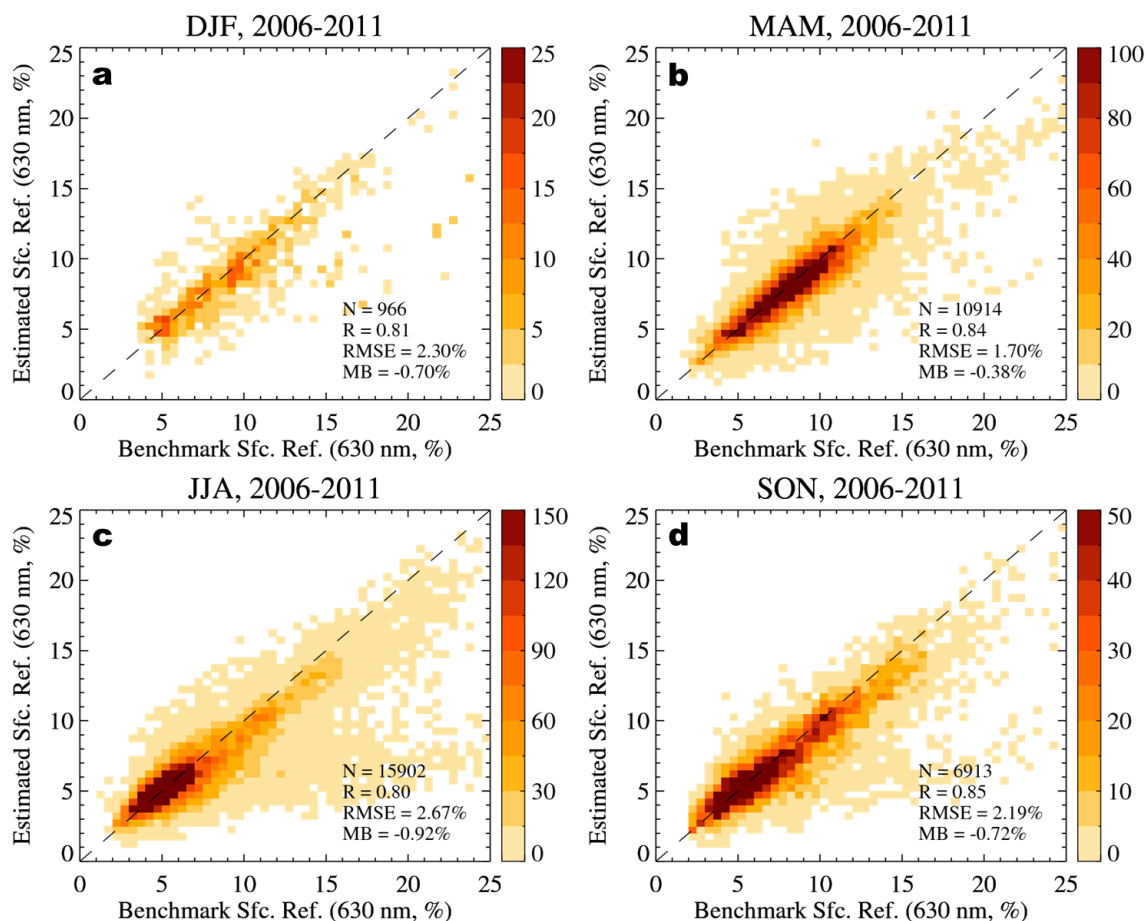 DJF, 2006-2011
a
Estimated Sfc. Ref. (630 nm, %)
25
20
15
10
5
0
N = 966
R = 0.81
RMSE = 2.30%
MB = -0.70%
0 5 10 15 20 25
Benchmark Sfc. Ref. (630 nm, %)
25
20
15
10
5
0
MAM, 2006-2011
b
Estimated Sfc. Ref. (630 nm, %)
25
20
15
10
5
0
N = 10914
R = 0.84
RMSE = 1.70%
MB = -0.38%
0 5 10 15 20 25
Benchmark Sfc. Ref. (630 nm, %)
100
80
60
40
20
0
JJA, 2006-2011
c
Estimated Sfc. Ref. (630 nm, %)
25
20
15
10
5
0
N = 15902
R = 0.80
RMSE = 2.67%
MB = -0.92%
0 5 10 15 20 25
Benchmark Sfc. Ref. (630 nm, %)
150
120
90
60
30
0
SON, 2006-2011
d
Estimated Sfc. Ref. (630 nm, %)
25
20
15
10
5
0
N = 6913
R = 0.85
RMSE = 2.19%
MB = -0.72%
0 5 10 15 20 25
Benchmark Sfc. Ref. (630 nm, %)
50
40
30
20
10
0